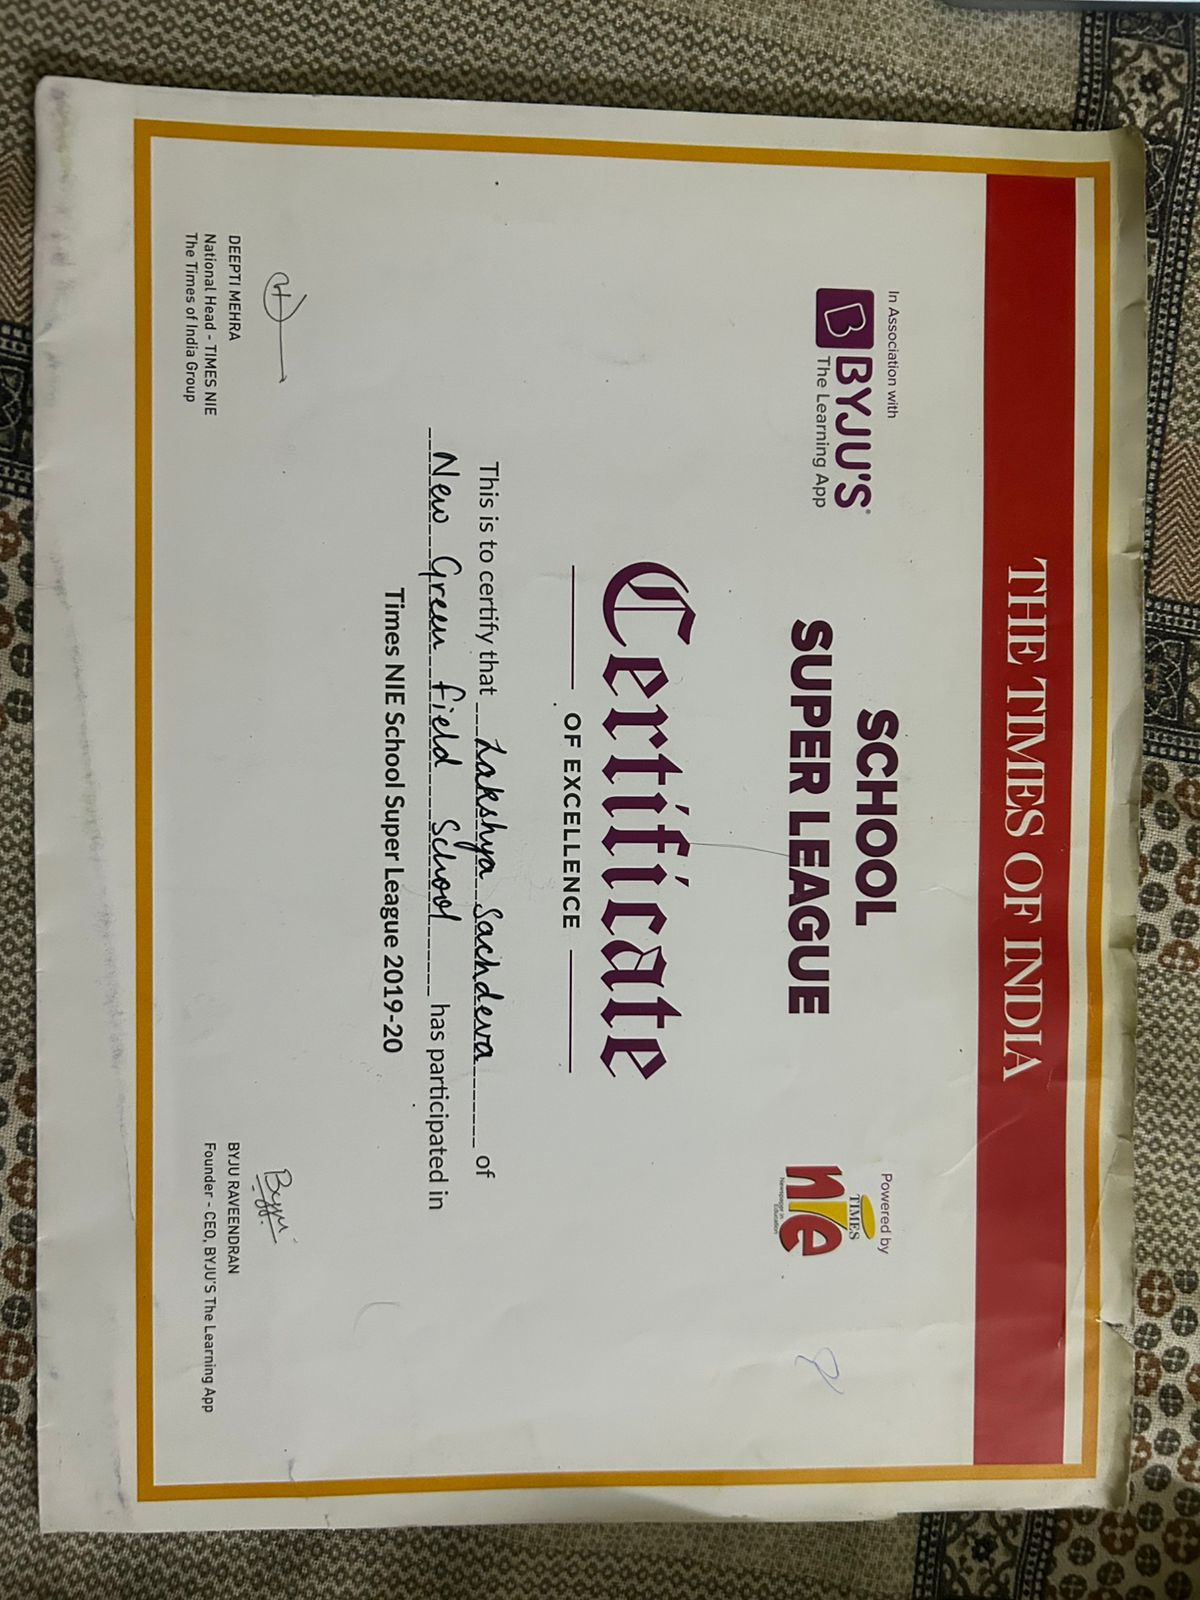 THE TIMES OF INDIA
In Association with
BYJU'S
The Learning App
SCHOOL
SUPER LEAGUE
Powered by
TIMES
nie
Newspaper in
Education
Certificate
OF EXCELLENCE
This is to certify that Lakshya Sachdeva of
New Green Field School has participated in
Times NIE School Super League 2019-20
DEEPTI MEHRA
National Head - TIMES NIE
The Times of India Group
Byju
BYJU RAVEENDRAN
Founder - CEO, BYJU'S The Learning App